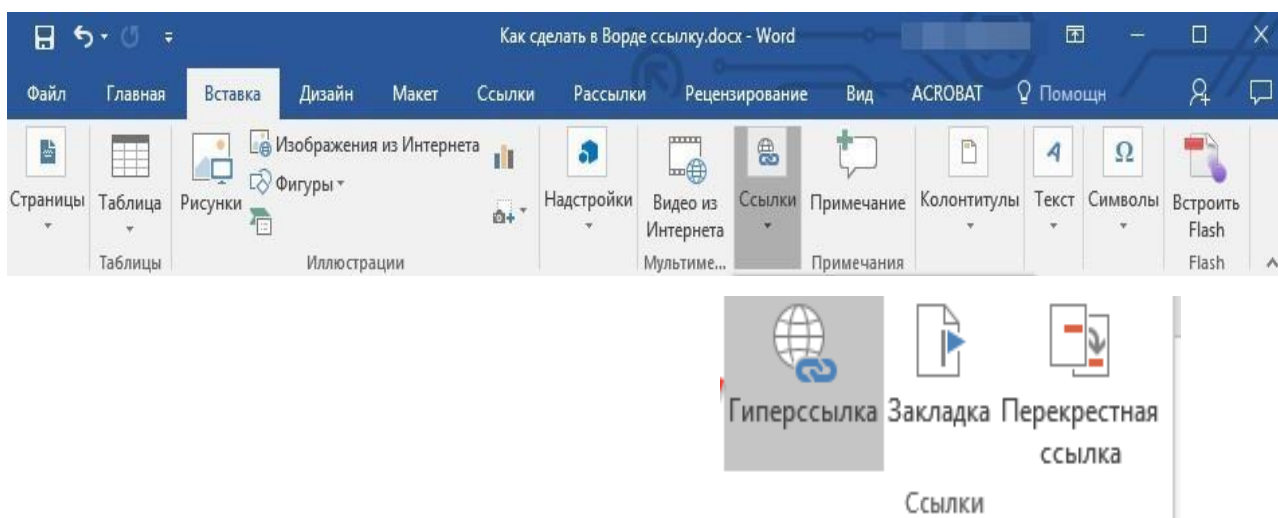 Как сделать в Ворде ссылку.docx - Word
Файл Главная Вставка Дизайн Макет Ссылки Рассылки Рецензирование Вид ACROBAT Помощн
Изображения из Интернета
Фигуры
Страницы Таблица Рисунки Надстройки Видео из Ссылки Примечание Колонтитулы Текст Символы Встроить
Интернета Flash
Таблицы Иллюстрации Мультиме... Примечания Flash
Гиперссылка Закладка Перекрестная
ссылка
Ссылки